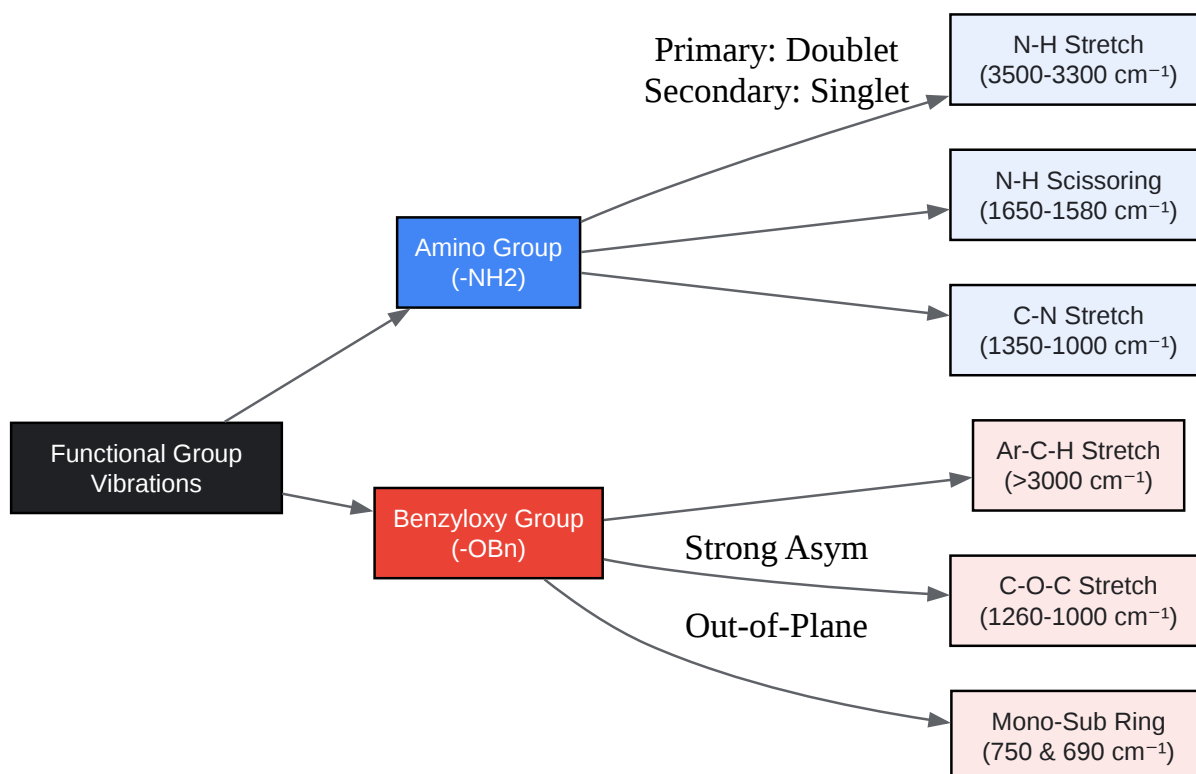 Primary: Doublet
Secondary: Singlet
N-H Stretch
(3500-3300 cm⁻¹)
N-H Scissoring
(1650-1580 cm⁻¹)
Amino Group
(-NH2)
C-N Stretch
(1350-1000 cm⁻¹)
Functional Group
Vibrations
Ar-C-H Stretch
(>3000 cm⁻¹)
Benzyloxy Group
(-OBn)
Strong Asym
C-O-C Stretch
(1260-1000 cm⁻¹)
Out-of-Plane
Mono-Sub Ring
(750 & 690 cm⁻¹)